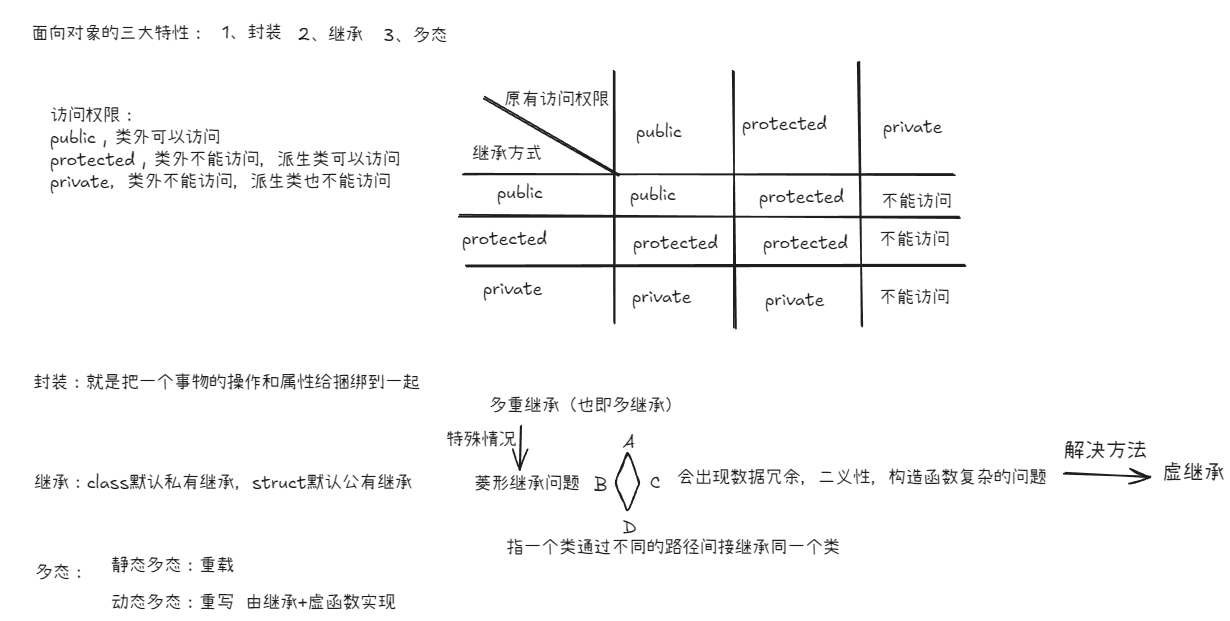 面向对象的三大特性： 1、封装 2、继承 3、多态
访问权限：
public，类外可以访问
protected，类外不能访问，派生类可以访问
private，类外不能访问，派生类也不能访问
原有访问权限
继承方式
public protected private
public public protected 不能访问
protected protected protected 不能访问
private private private 不能访问
封装：就是把一个事物的操作和属性给捆绑到一起
多重继承（也即多继承）
特殊情况
继承：class默认私有继承，struct默认公有继承
菱形继承问题
A
B
C
D
会出现数据冗余，二义性，构造函数复杂的问题
解决方法
虚继承
指一个类通过不同的路径间接继承同一个类
多态：
静态多态：重载
动态多态：重写 由继承+虚函数实现